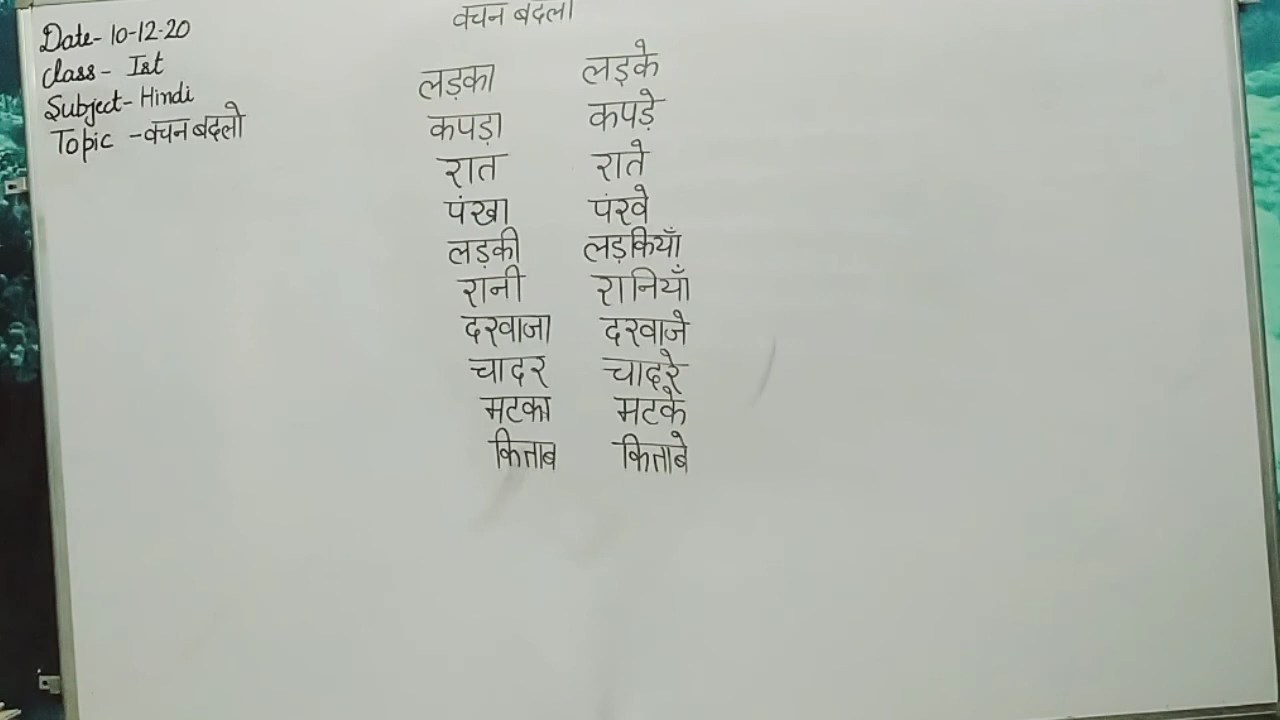 Date- 10-12-20
Class- Ist
Subject- Hindi
Topic -वचन बदलो
वचन बदलो
लड़का लड़के
कपड़ा कपड़े
रात राते
पंखा पंखे
लड़की लड़कियाँ
रानी रानियाँ
दरवाजा दरवाजे
चादर चादरे
मटका मटके
किताब किताबे